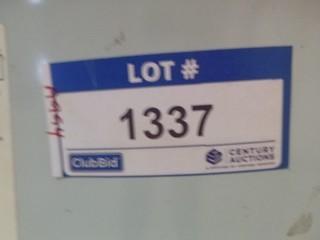 LOT #
1337
ClubBid
CENTURY
AUCTIONS